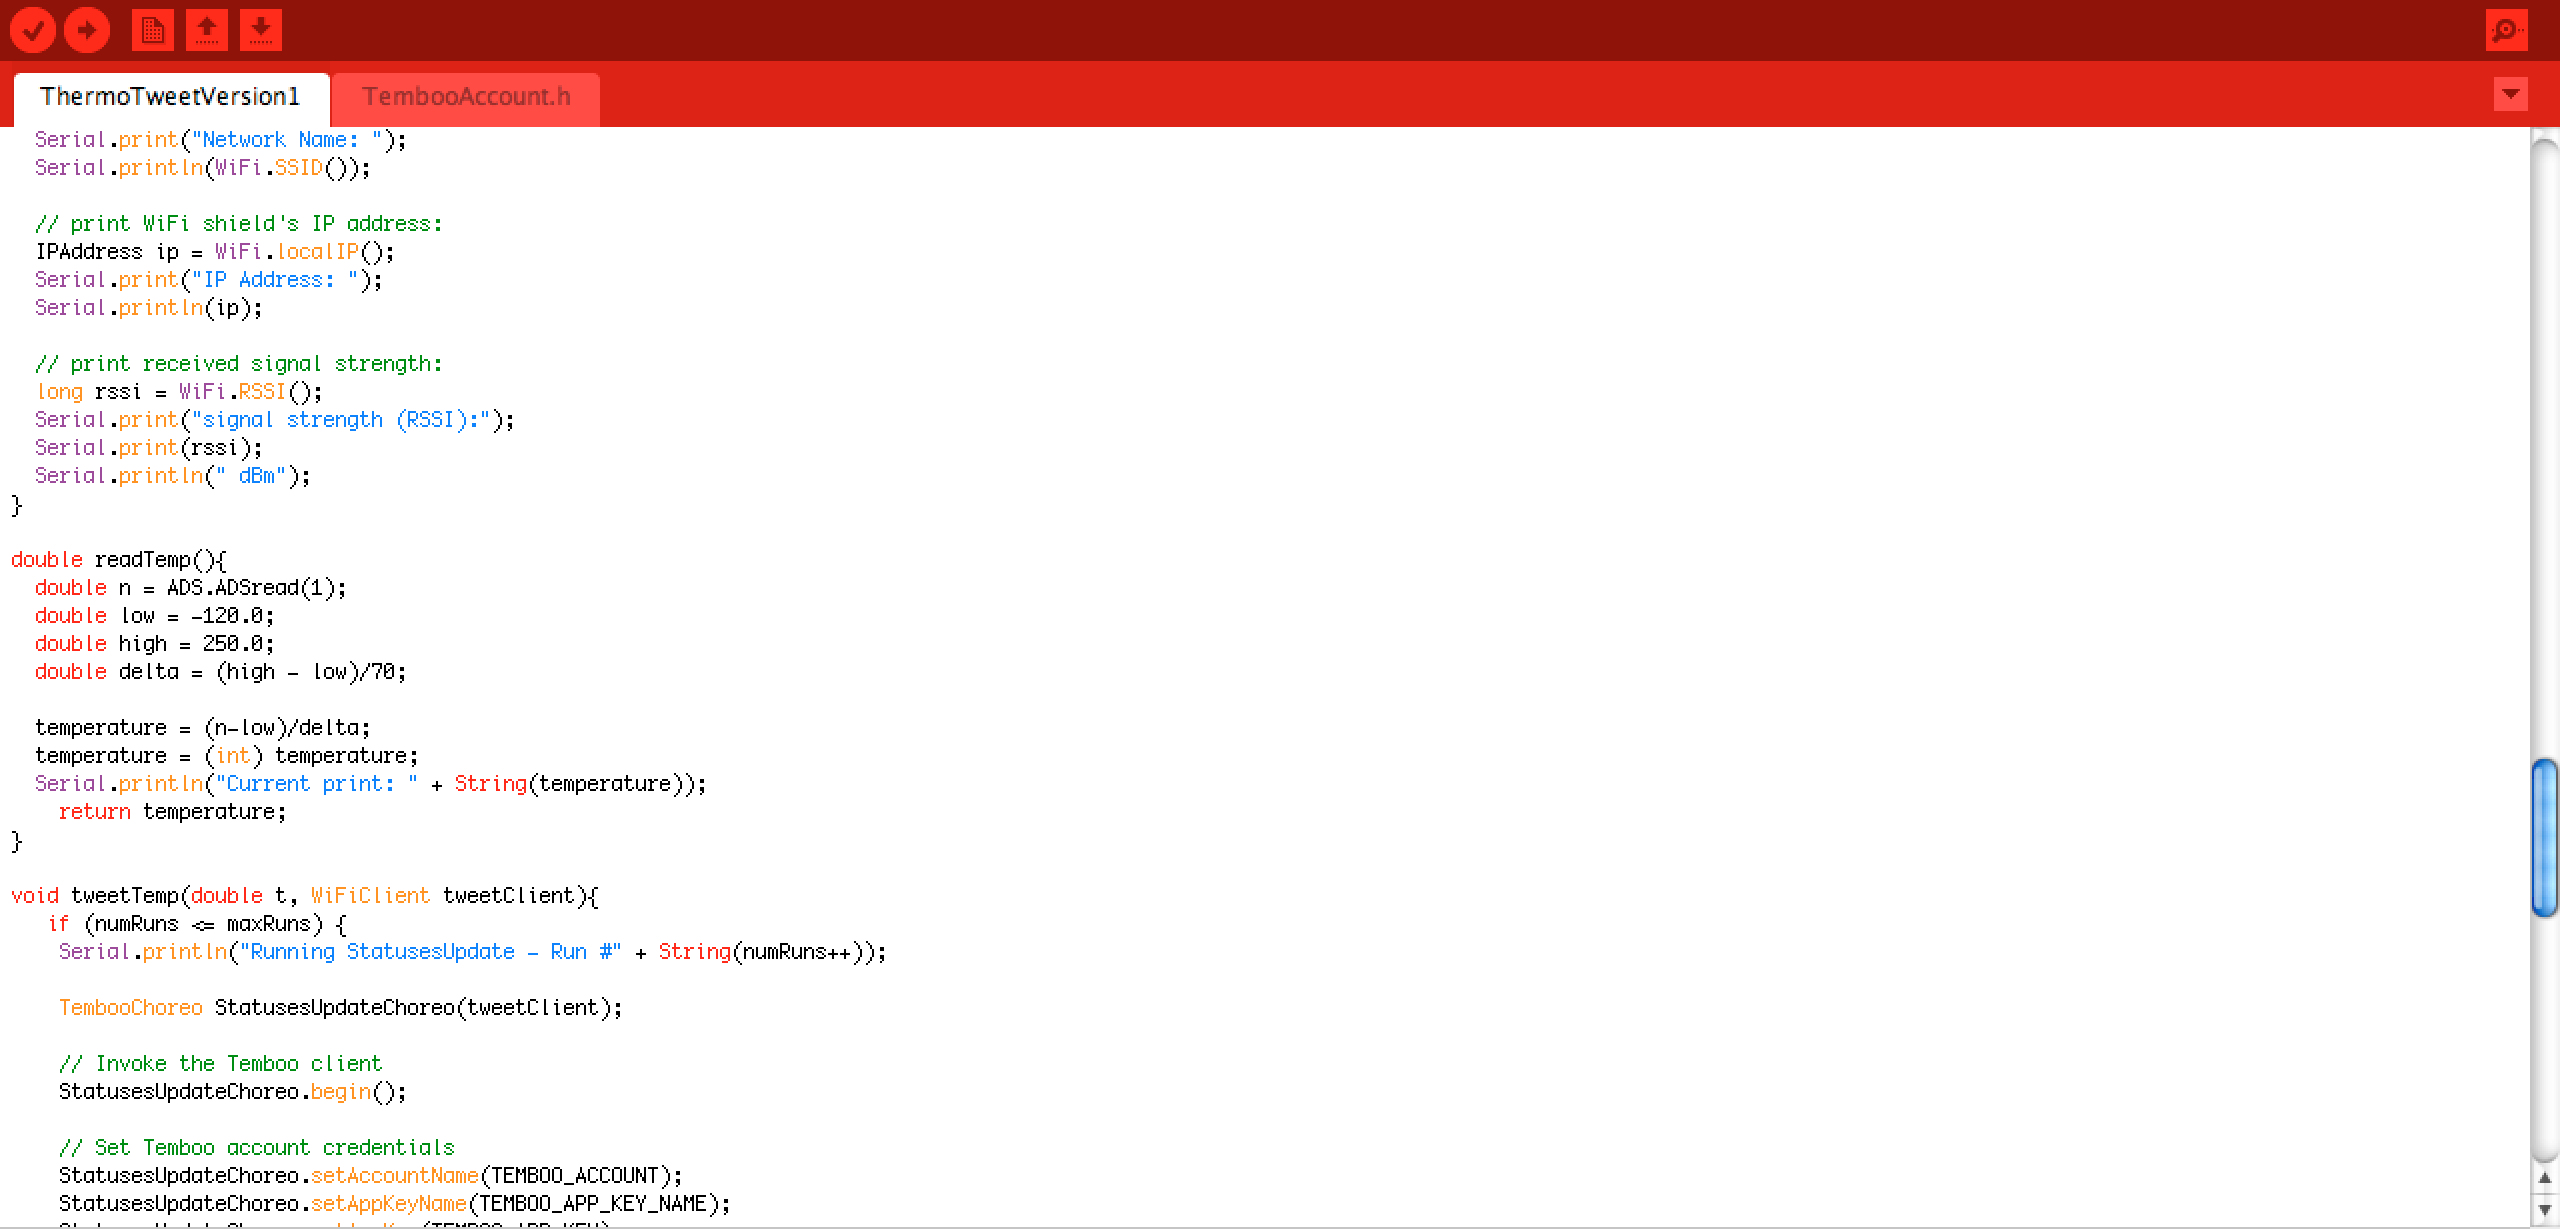 ThermoTweetVersion1 TembooAccount.h
Serial.print("Network Name: ");
Serial.println(WiFi.SSID());
// print WiFi shield's IP address:
IPAddress ip = WiFi.localIP();
Serial.print("IP Address: ");
Serial.println(ip);
// print received signal strength:
long rssi = WiFi.RSSI();
Serial.print("signal strength (RSSI):");
Serial.print(rssi);
Serial.println(" dBm");
}
double readTemp(){
double n = ADS.ADSread(1);
double low = -120.0;
double high = 250.0;
double delta = (high - low)/70;
temperature = (n-low)/delta;
temperature = (int) temperature;
Serial.println("Current print: " + String(temperature));
return temperature;
}
void tweetTemp(double t, WiFiClient tweetClient){
if (numRuns <= maxRuns) {
Serial.println("Running StatusesUpdate - Run #" + String(numRuns++));
TembooChoreo StatusesUpdateChoreo(tweetClient);
// Invoke the Temboo client
StatusesUpdateChoreo.begin();
// Set Temboo account credentials
StatusesUpdateChoreo.setAccountName(TEMBOO_ACCOUNT);
StatusesUpdateChoreo.setAppKeyName(TEMBOO_APP_KEY_NAME);